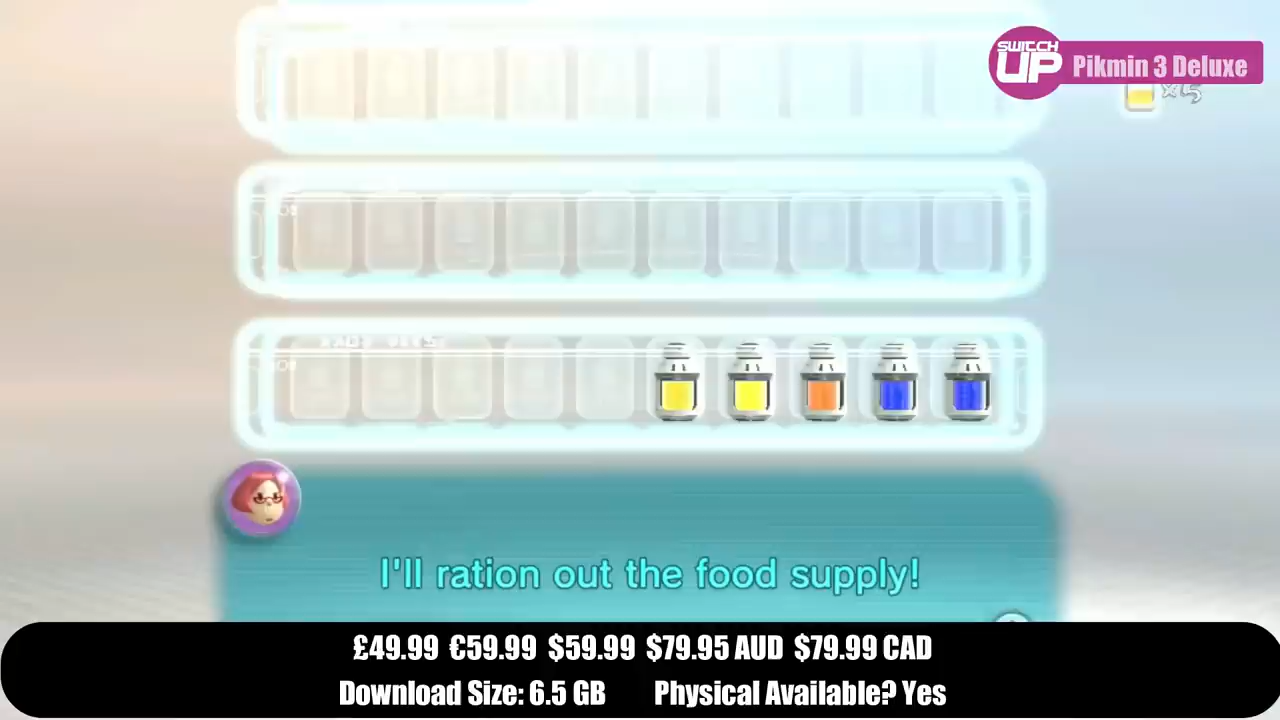 SWITCH
UP Pikmin 3 Deluxe
x5
I'll ration out the food supply!
£49.99 €59.99 $59.99 $79.95 AUD $79.99 CAD
Download Size: 6.5 GB Physical Available? Yes